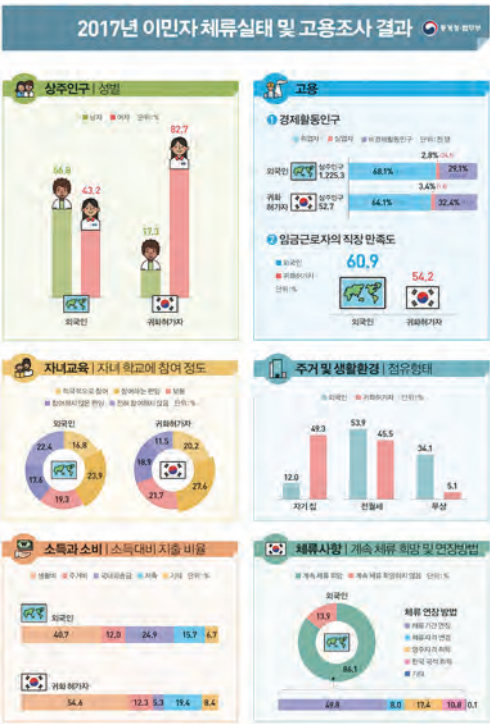 2017년 이민자 체류실태 및 고용조사 결과
통계청·법무부
상주인구 | 성별
남자 여자 단위:%
56.8
43.2
17.3
82.7
외국인
귀화허가자
고용
1 경제활동인구
취업자 실업자 비경제활동인구 단위:천명
외국인
상주인구
1,225.3
68.1%
2.8%
29.1%
귀화
허가자
상주인구
52.7
64.1%
3.4%
32.4%
2 임금근로자의 직장 만족도
외국인
귀화허가자
단위:%
60.9
54.2
외국인
귀화허가자
자녀교육 | 자녀 학교에 참여 정도
적극적으로 참여 참여하는 편임 보통
참여하지 않은 편임 전혀 참여하지 않음 단위:%
외국인
22.4
16.8
17.6
23.9
19.3
귀화허가자
11.5
20.2
18.9
27.6
21.7
주거 및 생활환경 | 점유형태
외국인 귀화허가자 단위:%
12.0
49.3
53.9
45.5
34.1
5.1
자기 집
전월세
무상
소득과 소비 | 소득대비 지출 비율
생활비 주거비 국내외송금 저축 기타 단위:%
외국인
40.7 12.0 24.9 15.7 6.7
귀화허가자
54.6 12.3 5.3 19.4 8.4
체류사항 | 계속 체류 희망 및 연장방법
계속 체류 희망 계속 체류 희망하지 않음 단위:%
외국인
13.9
86.1
체류 연장 방법
체류기간 연장
체류자격 변경
영주자격 취득
한국 국적 취득
기타
49.8 8.0 17.4 10.8 0.1